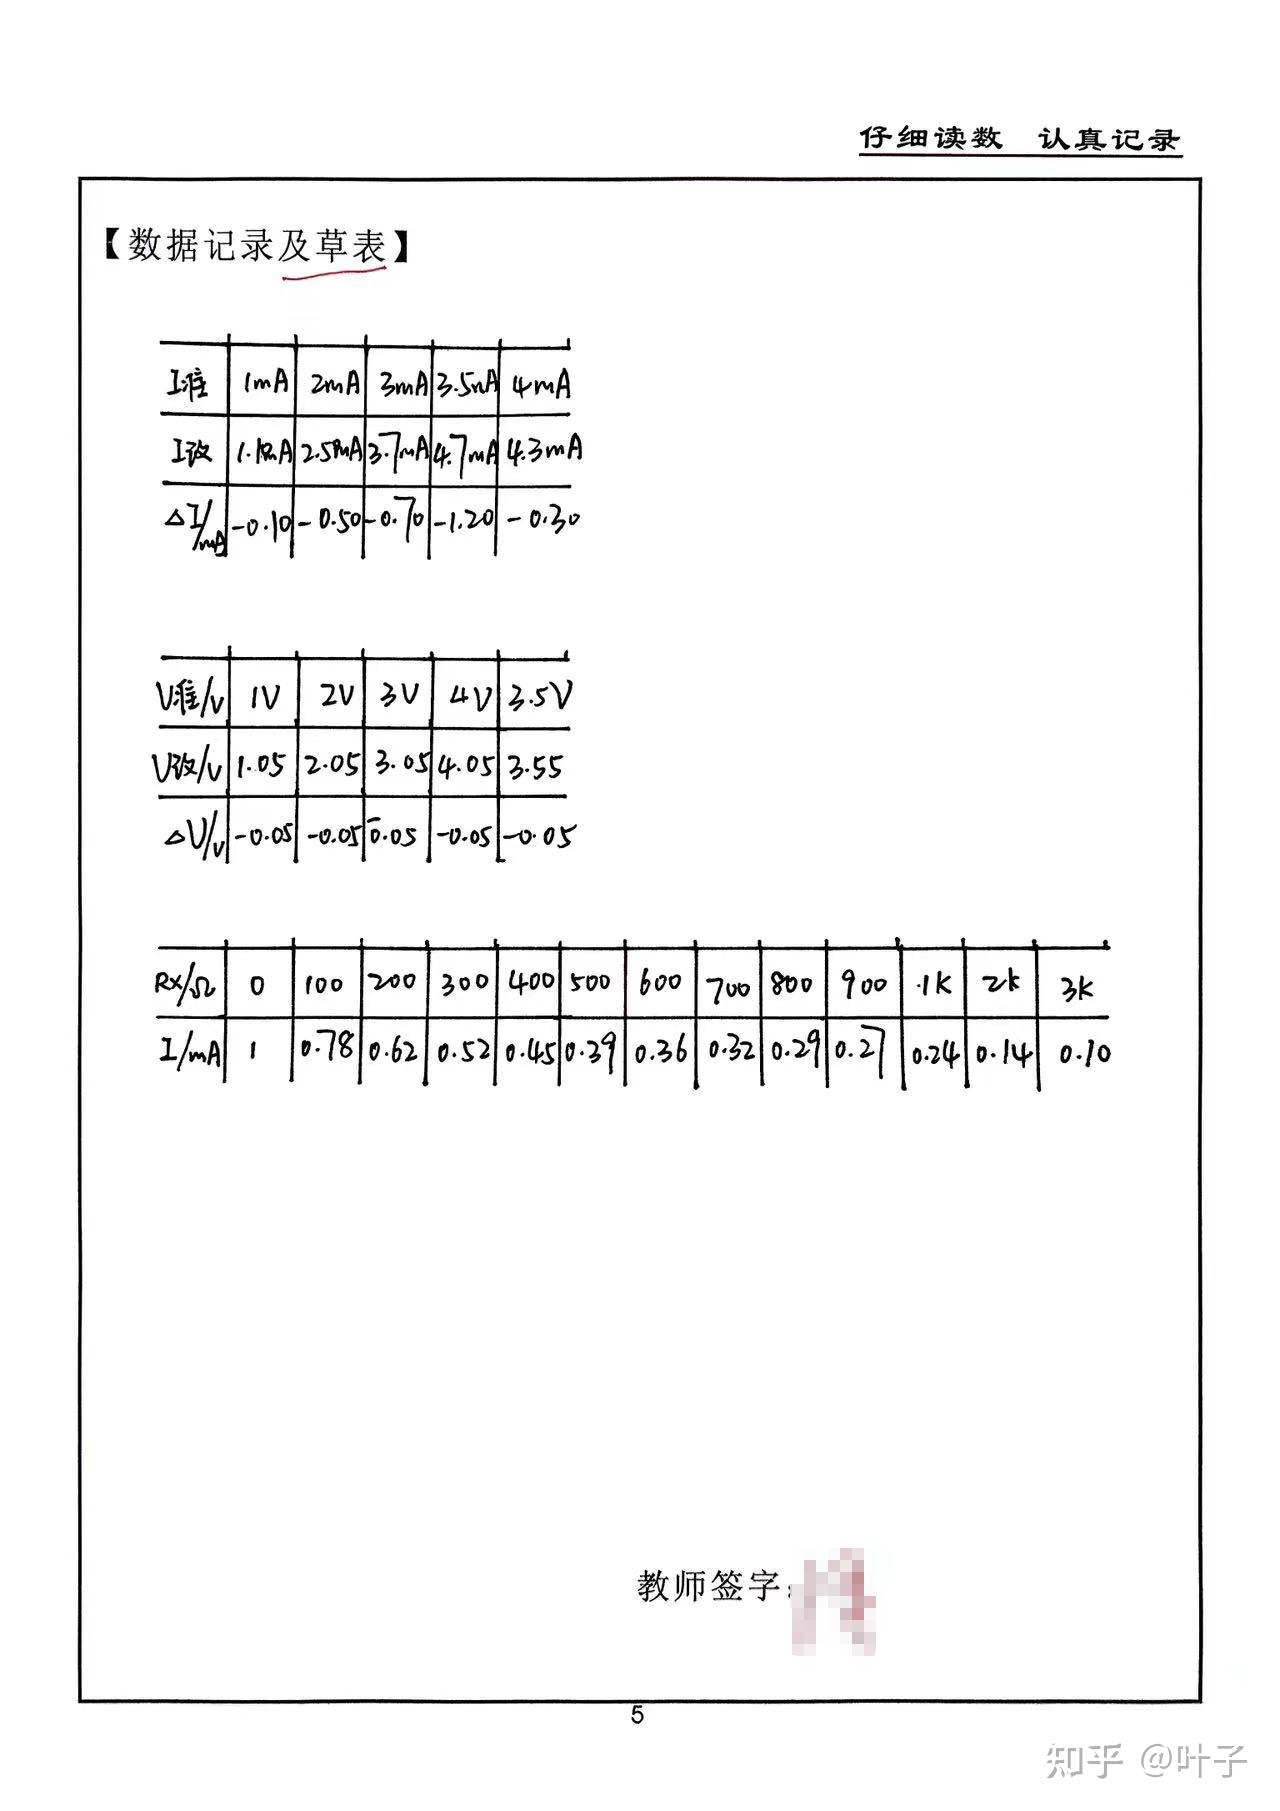 仔细读数 认真记录
【数据记录及草表】
I准 1mA 2mA 3mA 3.5mA 4mA
I改 2.5mA 3.7mA 4.7mA 4.3mA
△I/mA -0.10 -0.50 -0.70 -1.20 -0.30
V准/v 1V 2V 3V 4V 3.5V
V改/v 1.05 2.05 3.05 4.05 3.55
△V/v -0.05 -0.05 -0.05 -0.05 -0.05
RX/Ω 0 100 200 300 400 500 600 700 800 900 1K 2K 3K
I/mA 1 0.78 0.62 0.52 0.45 0.39 0.36 0.32 0.29 0.27 0.24 0.14 0.10
教师签字:
5
知乎 @叶子